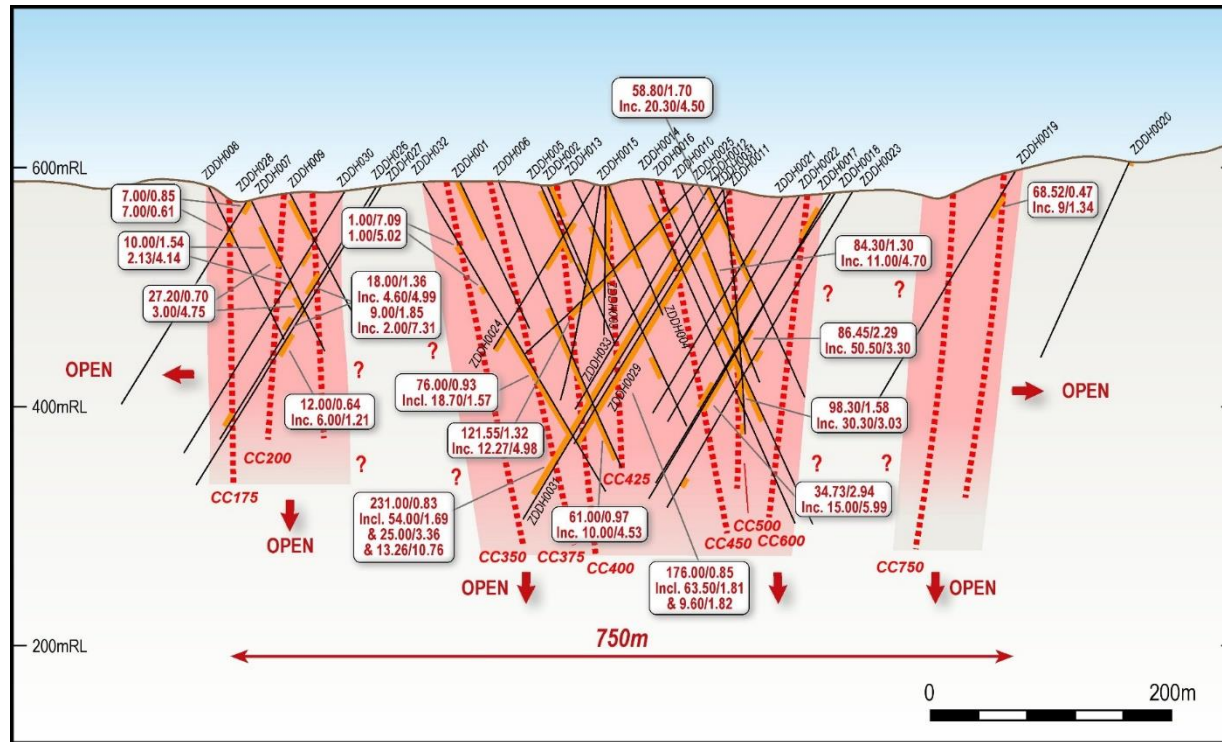 58.80/1.70
Inc. 20.30/4.50
600mRL
ZDDH008
ZDDH028
ZDDH007
ZDDH009
ZDDH030
ZDDH026
ZDDH027
ZDDH032
ZDDH001
ZDDH006
ZDDH005
ZDDH002
ZDDH013
ZDDH0015
ZDDH0014
ZDDH0016
ZDDH0010
ZDDH0025
ZDDH0011
ZDDH0021
ZDDH0022
ZDDH0017
ZDDH0018
ZDDH0023
ZDDH0019
ZDDH0020
7.00/0.85
7.00/0.61
10.00/1.54
2.13/4.14
27.20/0.70
3.00/4.75
1.00/7.09
1.00/5.02
18.00/1.36
Inc. 4.60/4.99
9.00/1.85
Inc. 2.00/7.31
68.52/0.47
Inc. 9/1.34
84.30/1.30
Inc. 11.00/4.70
?
?
?
?
ZDDH0024
ZDDH033
ZDDH004
ZDDH0029
86.45/2.29
Inc. 50.50/3.30
OPEN
OPEN
400mRL
12.00/0.64
Inc. 6.00/1.21
76.00/0.93
Incl. 18.70/1.57
121.55/1.32
Inc. 12.27/4.98
98.30/1.58
Inc. 30.30/3.03
?
?
?
?
CC200
CC175
OPEN
231.00/0.83
Incl. 54.00/1.69
& 25.00/3.36
& 13.26/10.76
ZDDH0031
61.00/0.97
Inc. 10.00/4.53
CC425
34.73/2.94
Inc. 15.00/5.99
CC350
CC375
CC400
CC450
CC500
CC600
CC750
OPEN
176.00/0.85
Incl. 63.50/1.81
& 9.60/1.82
OPEN
200mRL
750m
0
200m